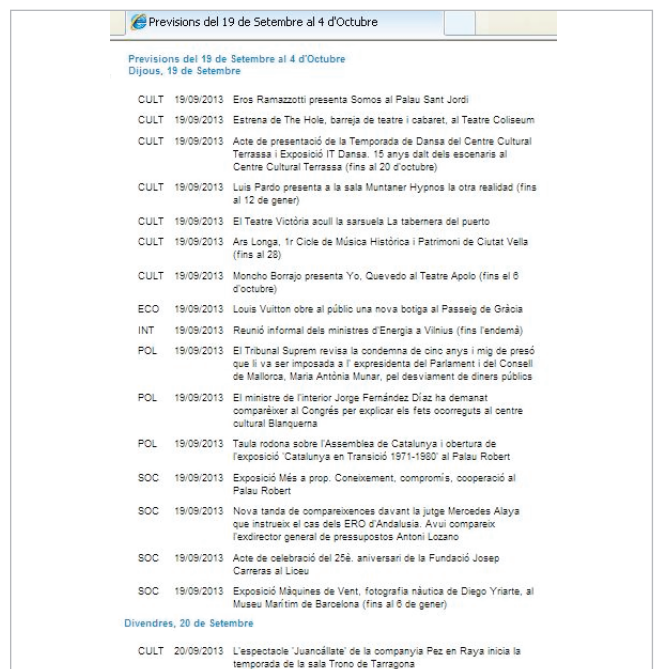 Previsions del 19 de Setembre al 4 d'Octubre
Previsions del 19 de Setembre al 4 d'Octubre
Dijous, 19 de Setembre
CULT 19/09/2013 Eros Ramazzotti presenta Somos al Palau Sant Jordi
CULT 19/09/2013 Estrena de The Hole, barreja de teatre i cabaret, al Teatre Coliseum
CULT 19/09/2013 Acte de presentació de la Temporada de Dansa del Centre Cultural
Terrassa i Exposició IT Dansa. 15 anys dalt dels escenaris al
Centre Cultural Terrassa (fins al 20 d'octubre)
CULT 19/09/2013 Luis Pardo presenta a la sala Muntaner Hypnos la otra realidad (fins
al 12 de gener)
CULT 19/09/2013 El Teatre Victòria acull la sarsuela La tabernera del puerto
CULT 19/09/2013 Ars Longa, 1r Cicle de Música Històrica i Patrimoni de Ciutat Vella
(fins al 28)
CULT 19/09/2013 Moncho Borrajo presenta Yo, Quevedo al Teatre Apolo (fins el 6
d'octubre)
ECO 19/09/2013 Louis Vuitton obre al públic una nova botiga al Passeig de Gràcia
INT 19/09/2013 Reunió informal dels ministres d'Energia a Vilnius (fins l'endemà)
POL 19/09/2013 El Tribunal Suprem revisa la condemna de cinc anys i mig de presó
que li va ser imposada a l' expresidenta del Parlament i del Consell
de Mallorca, Maria Antònia Munar, pel desviament de diners públics
POL 19/09/2013 El ministre de l'interior Jorge Fernández Díaz ha demanat
comparèixer al Congrés per explicar els fets ocorreguts al centre
cultural Blanquerna
POL 19/09/2013 Taula rodona sobre l'Assemblea de Catalunya i obertura de
l'exposició 'Catalunya en Transició 1971-1980' al Palau Robert
SOC 19/09/2013 Exposició Més a prop. Coneixement, compromís, cooperació al
Palau Robert
SOC 19/09/2013 Nova tanda de compareixences davant la jutge Mercedes Alaya
que instrueix el cas dels ERO d'Andalusia. Avui compareix
l'exdirector general de pressupostos Antoni Lozano
SOC 19/09/2013 Acte de celebració del 25è. aniversari de la Fundació Josep
Carreras al Liceu
SOC 19/09/2013 Exposició Màquines de Vent, fotografia nàutica de Diego Yriarte, al
Museu Marítim de Barcelona (fins al 6 de gener)
Divendres, 20 de Setembre
CULT 20/09/2013 L'espectacle 'Juancállate' de la companyia Pez en Raya inicia la
temporada de la sala Trono de Tarragona